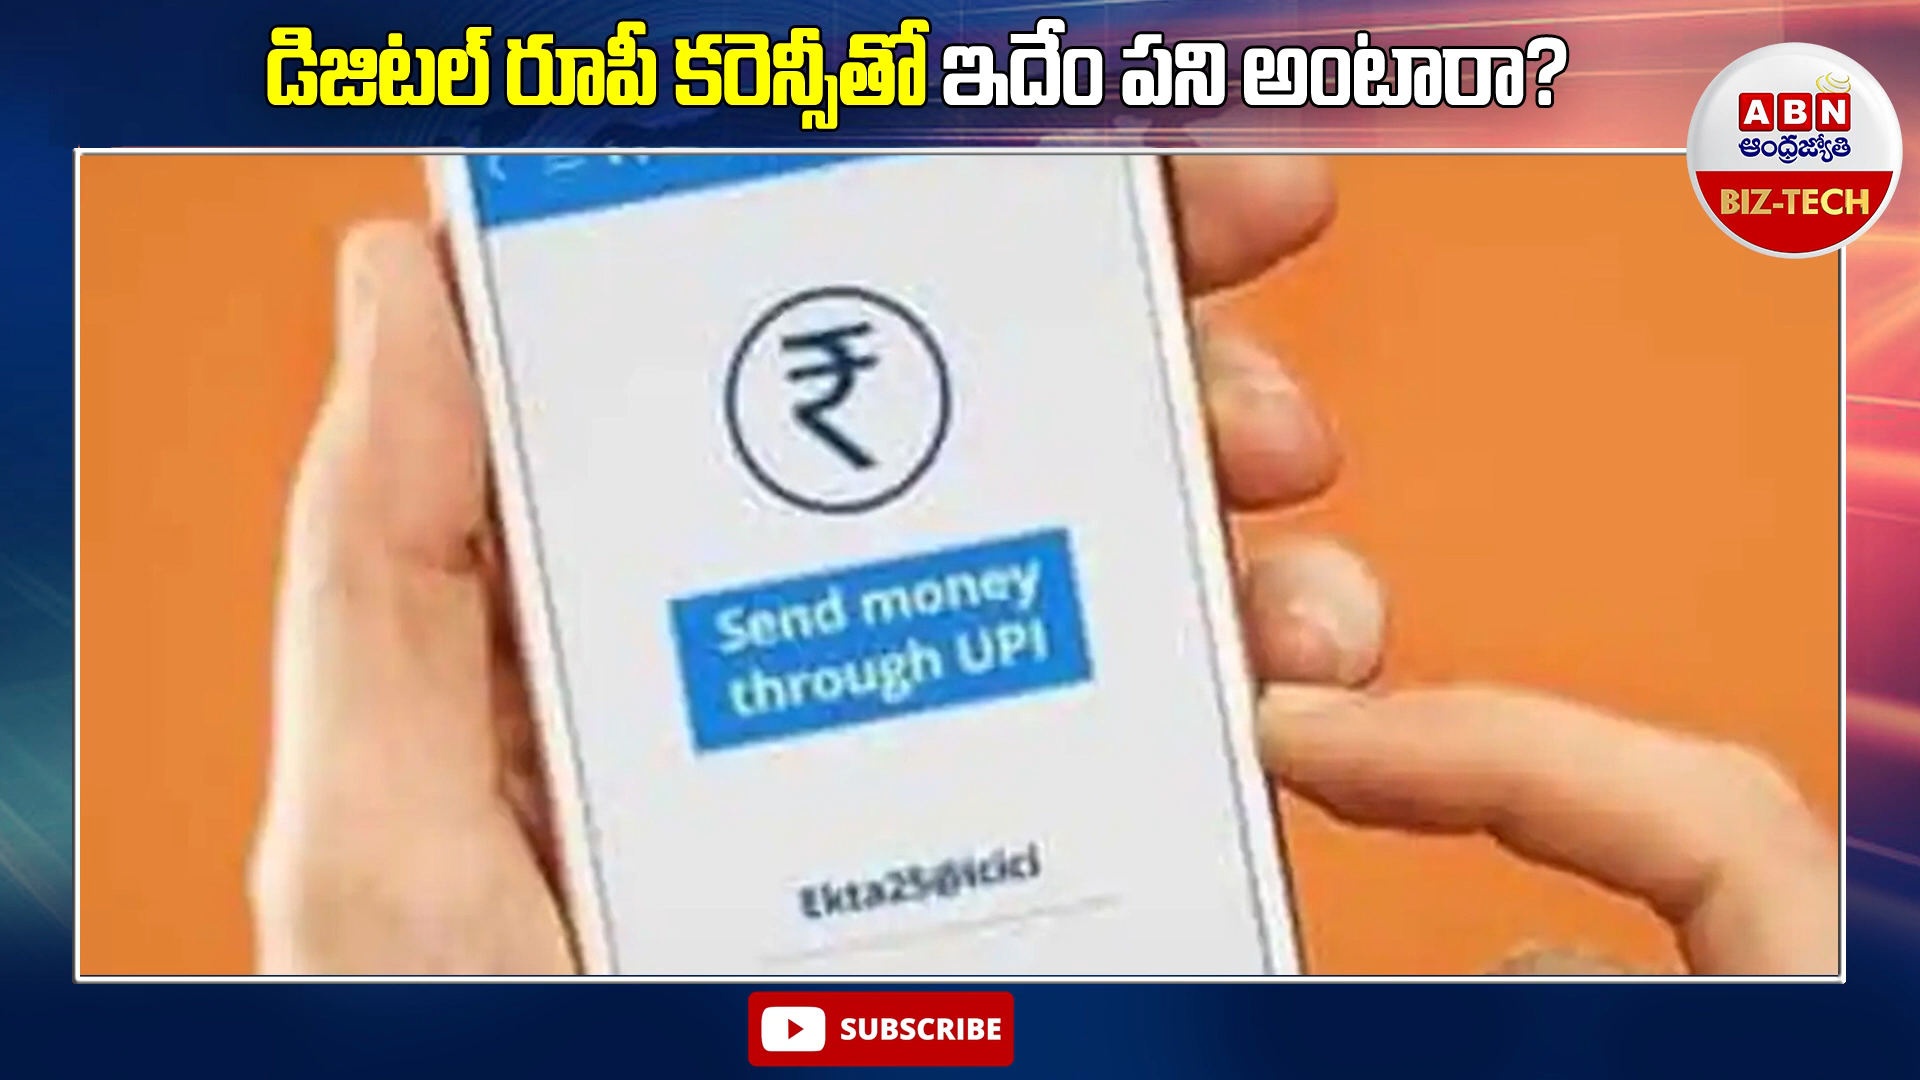 డిజిటల్ రూపీ కరెన్సీతో ఇదేం పని అంటారా?
ABN
ఆంధ్రజ్యోతి
BIZ-TECH
₹
Send money
through UPI
Ekta25@icici
SUBSCRIBE